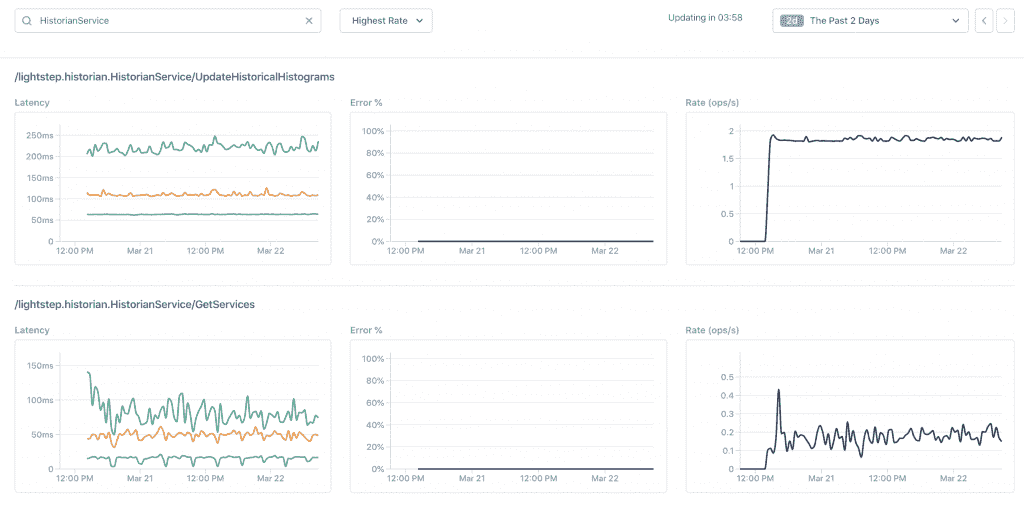 HistorianService
Highest Rate
Updating in 03:58
2d The Past 2 Days
/lightstep.historian.HistorianService/UpdateHistoricalHistograms
Latency
250ms
200ms
150ms
100ms
50ms
0
12:00 PM Mar 21 12:00 PM Mar 22
Error %
100%
80%
60%
40%
20%
0%
12:00 PM Mar 21 12:00 PM Mar 22
Rate (ops/s)
2
1.5
1
0.5
0
12:00 PM Mar 21 12:00 PM Mar 22
/lightstep.historian.HistorianService/GetServices
Latency
150ms
100ms
50ms
0
12:00 PM Mar 21 12:00 PM Mar 22
Error %
100%
80%
60%
40%
20%
0%
12:00 PM Mar 21 12:00 PM Mar 22
Rate (ops/s)
0.5
0.4
0.3
0.2
0.1
0
12:00 PM Mar 21 12:00 PM Mar 22